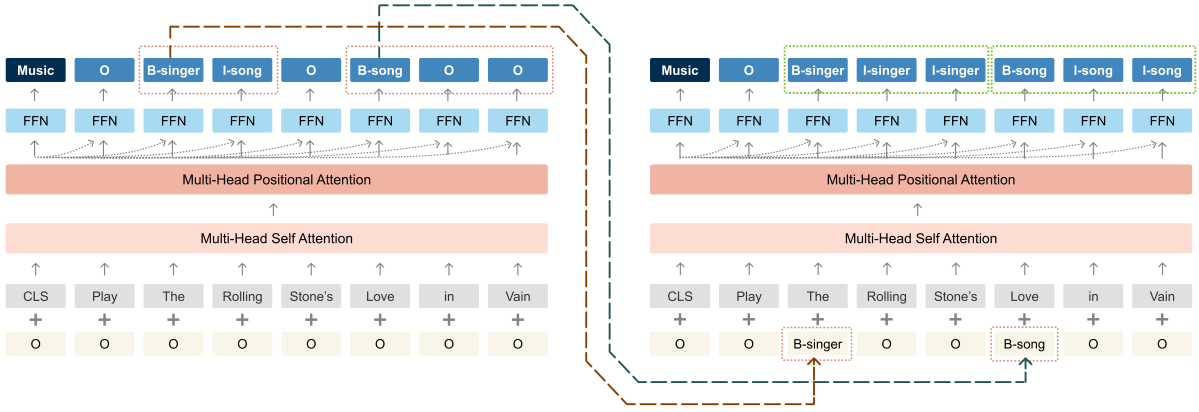 Music O B-singer I-song O B-song O O
FFN FFN FFN FFN FFN FFN FFN FFN
Multi-Head Positional Attention
Multi-Head Self Attention
CLS Play The Rolling Stone's Love in Vain
+ + + + + + + +
O O O O O O O O
Music O B-singer I-singer I-singer B-song I-song I-song
FFN FFN FFN FFN FFN FFN FFN FFN
Multi-Head Positional Attention
Multi-Head Self Attention
CLS Play The Rolling Stone's Love in Vain
+ + + + + + + +
O O B-singer O O B-song O O